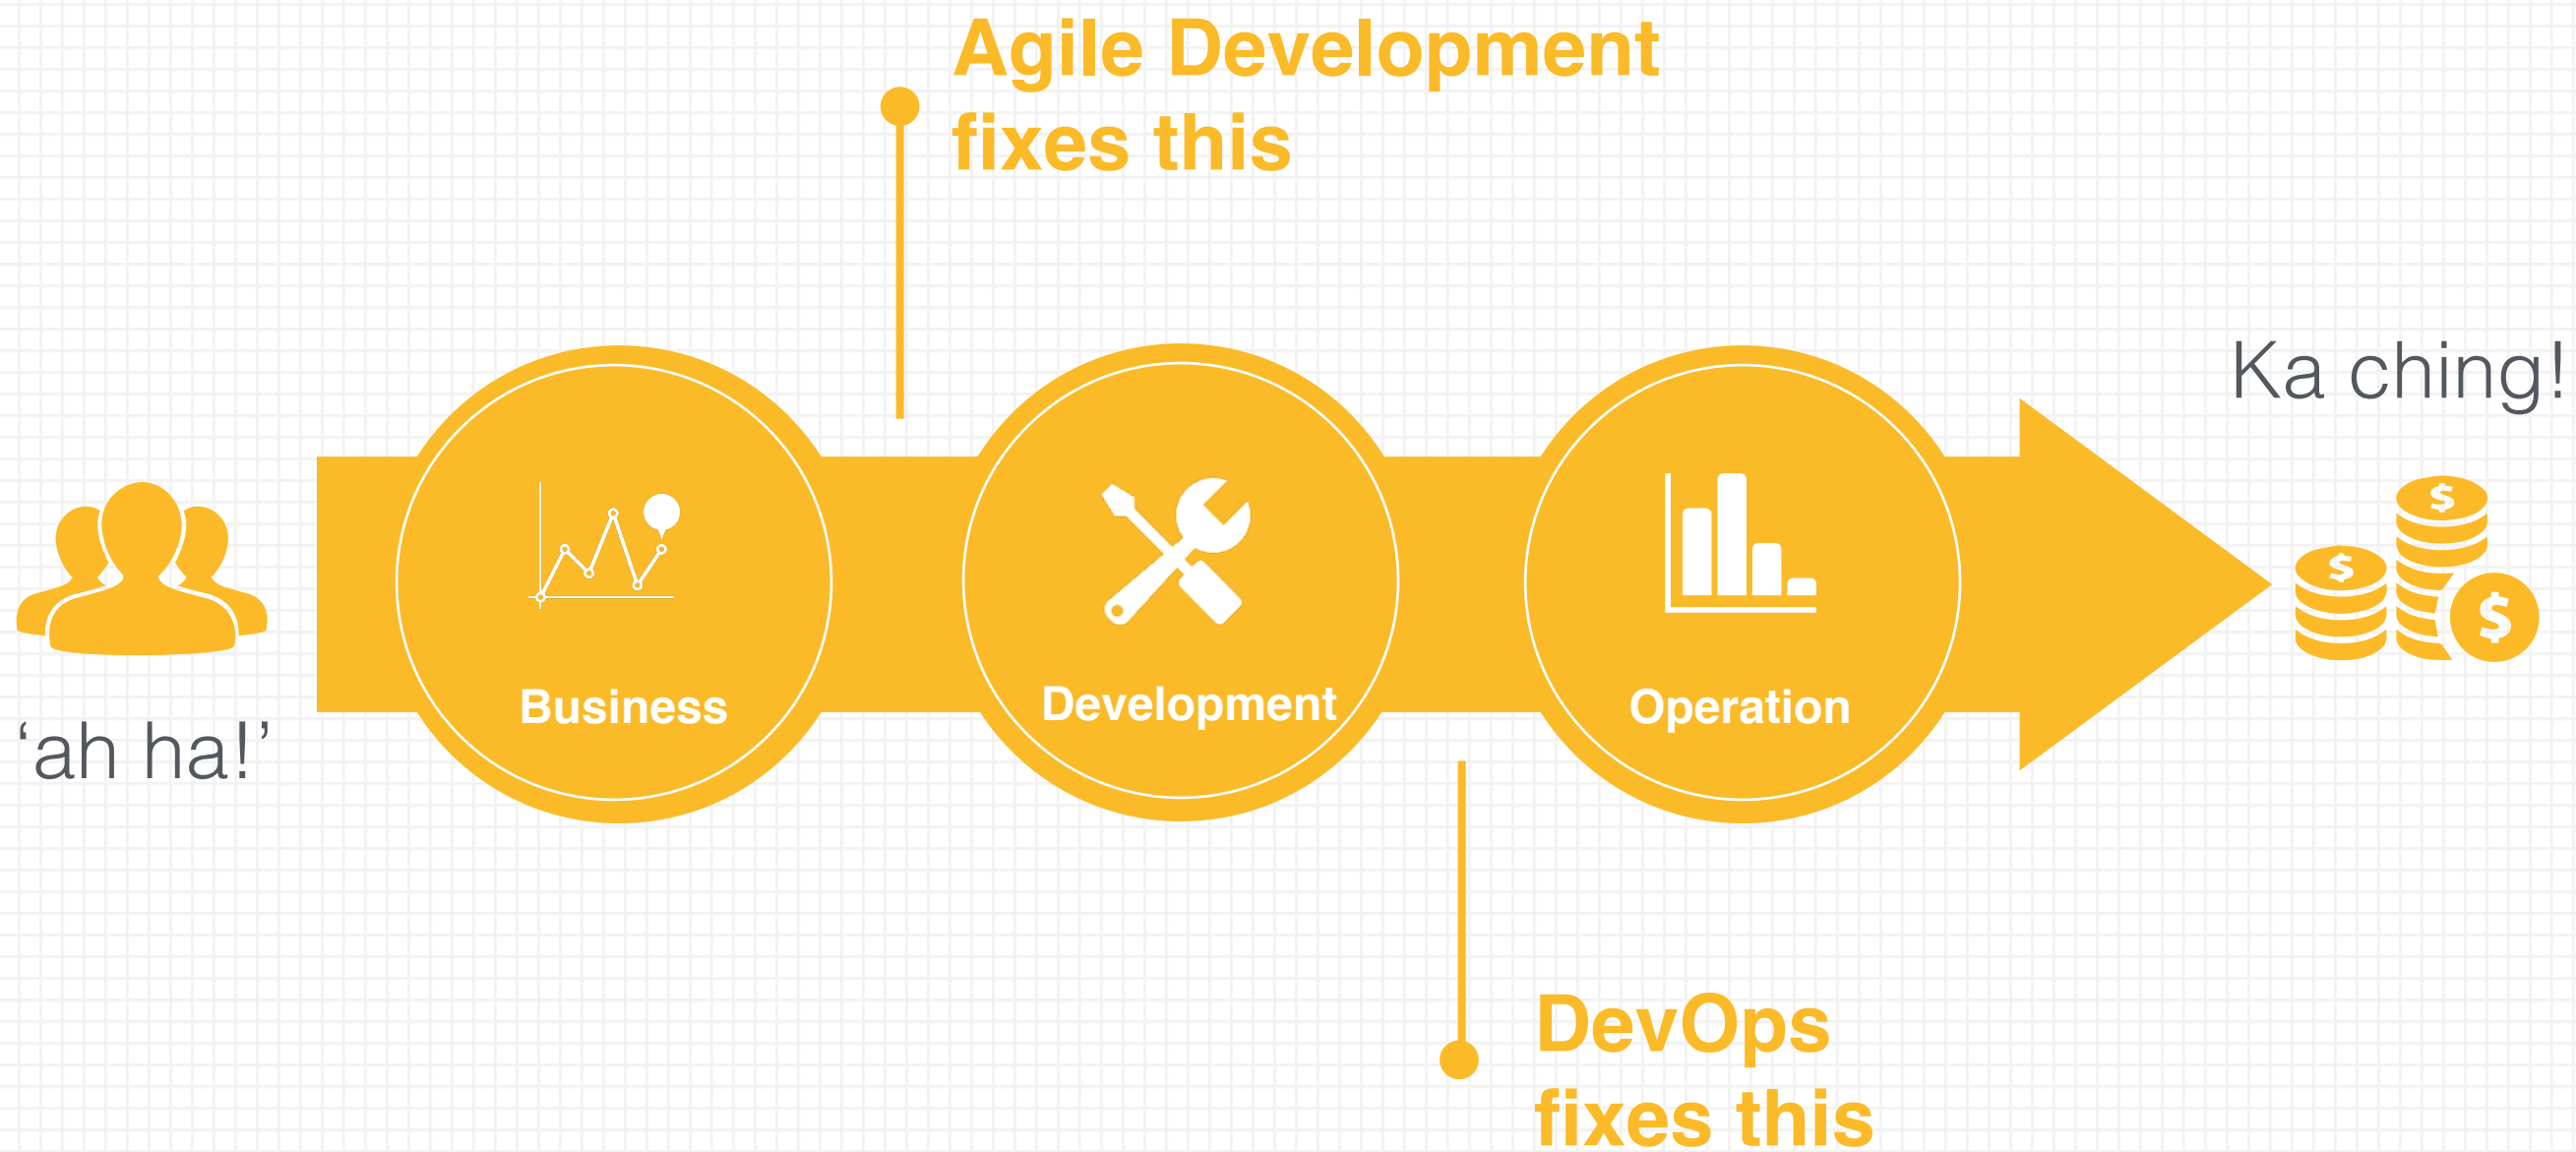 Agile Development
fixes this
Ka ching!
Business
Development
Operation
‘ah ha!’
$
$
$
DevOps
fixes this